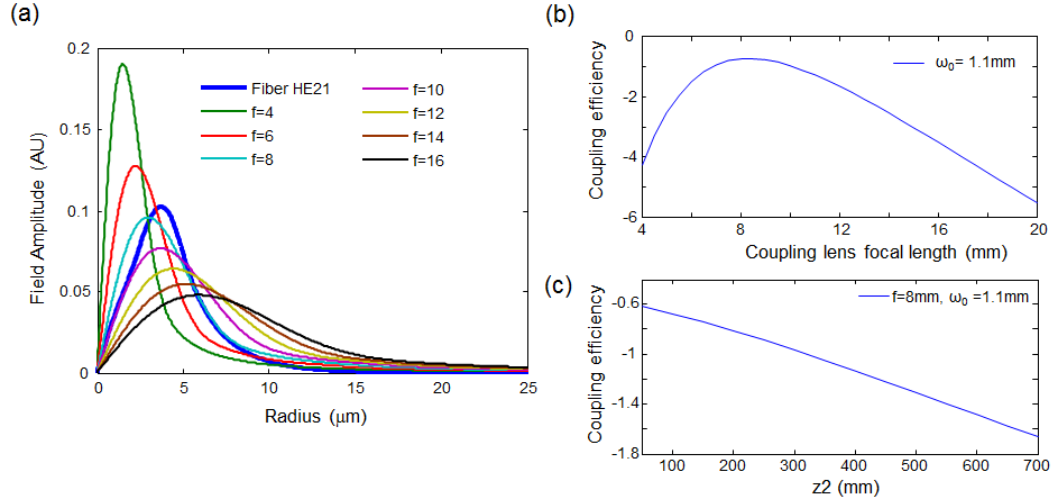 (a)
0.2
0.15
0.1
0.05
0
Field Amplitude (AU)
Fiber HE21
f=4
f=6
f=8
f=10
f=12
f=14
f=16
0 5 10 15 20 25
Radius (μm)
(b)
0
-2
-4
-6
Coupling efficiency
ω₀= 1.1mm
4 8 12 16 20
Coupling lens focal length (mm)
(c)
-0.6
-1
-1.4
-1.8
Coupling efficiency
f=8mm, ω₀ =1.1mm
100 200 300 400 500 600 700
z2 (mm)